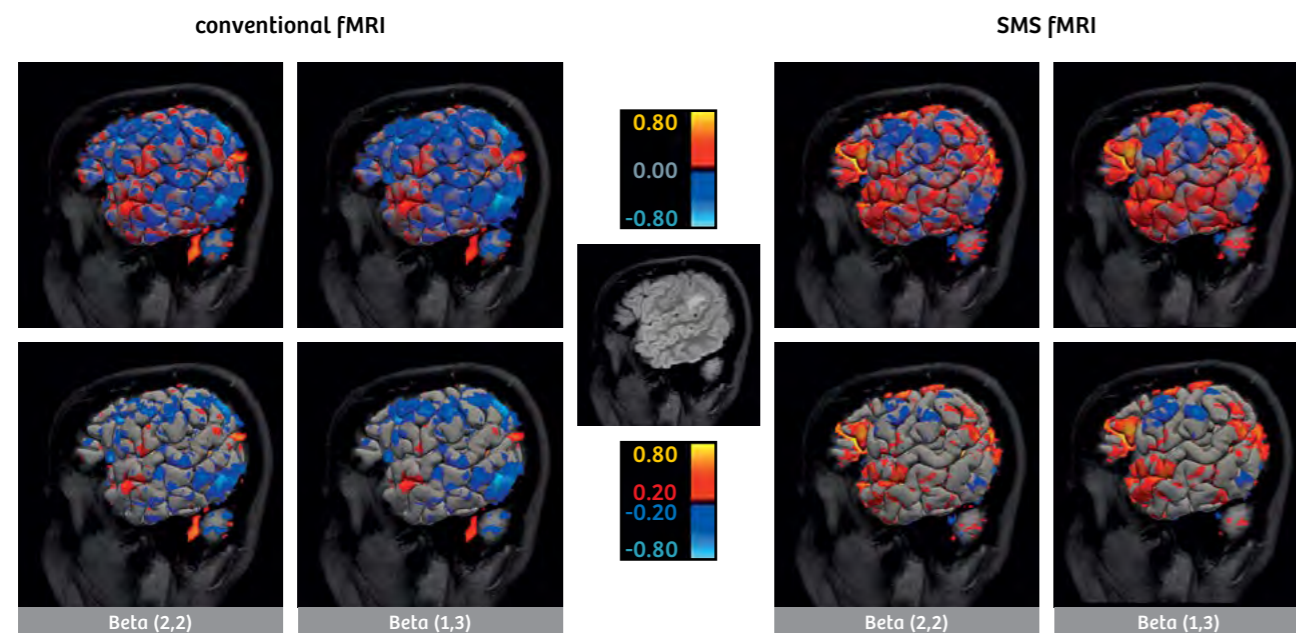 conventional fMRI
SMS fMRI
0.80
0.00
-0.80
0.80
0.20
-0.20
-0.80
Beta (2,2)
Beta (1,3)
Beta (2,2)
Beta (1,3)